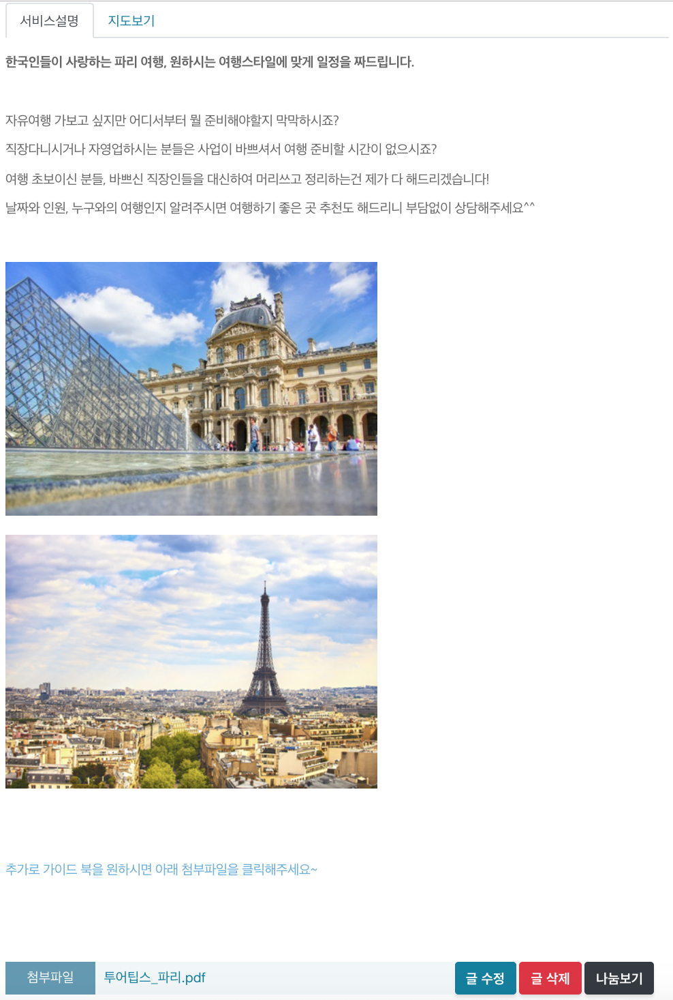 서비스설명 지도보기
한국인들이 사랑하는 파리 여행, 원하시는 여행스타일에 맞게 일정을 짜드립니다.
자유여행 가보고 싶지만 어디서부터 뭘 준비해야할지 막막하시죠?
직장다니시거나 자영업하시는 분들은 사업이 바쁘셔서 여행 준비할 시간이 없으시죠?
여행 초보이신 분들, 바쁘신 직장인들을 대신하여 머리쓰고 정리하는건 제가 다 해드리겠습니다!
날짜와 인원, 누구와의 여행인지 알려주시면 여행하기 좋은 곳 추천도 해드리니 부담없이 상담해주세요^^
추가로 가이드 북을 원하시면 아래 첨부파일을 클릭해주세요~
첨부파일 투어팁스_파리.pdf 글 수정 글 삭제 나눔보기